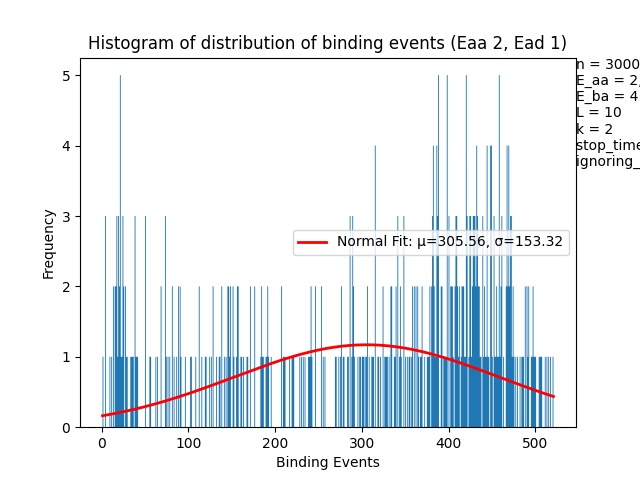 Histogram of distribution of binding events (Eaa 2, Ead 1)
n = 3000
E_aa = 2,
E_ba = 4
L = 10
k = 2
stop_time
ignoring_
Normal Fit: μ=305.56, σ=153.32
Frequency
5
4
3
2
1
0
0 100 200 300 400 500
Binding Events